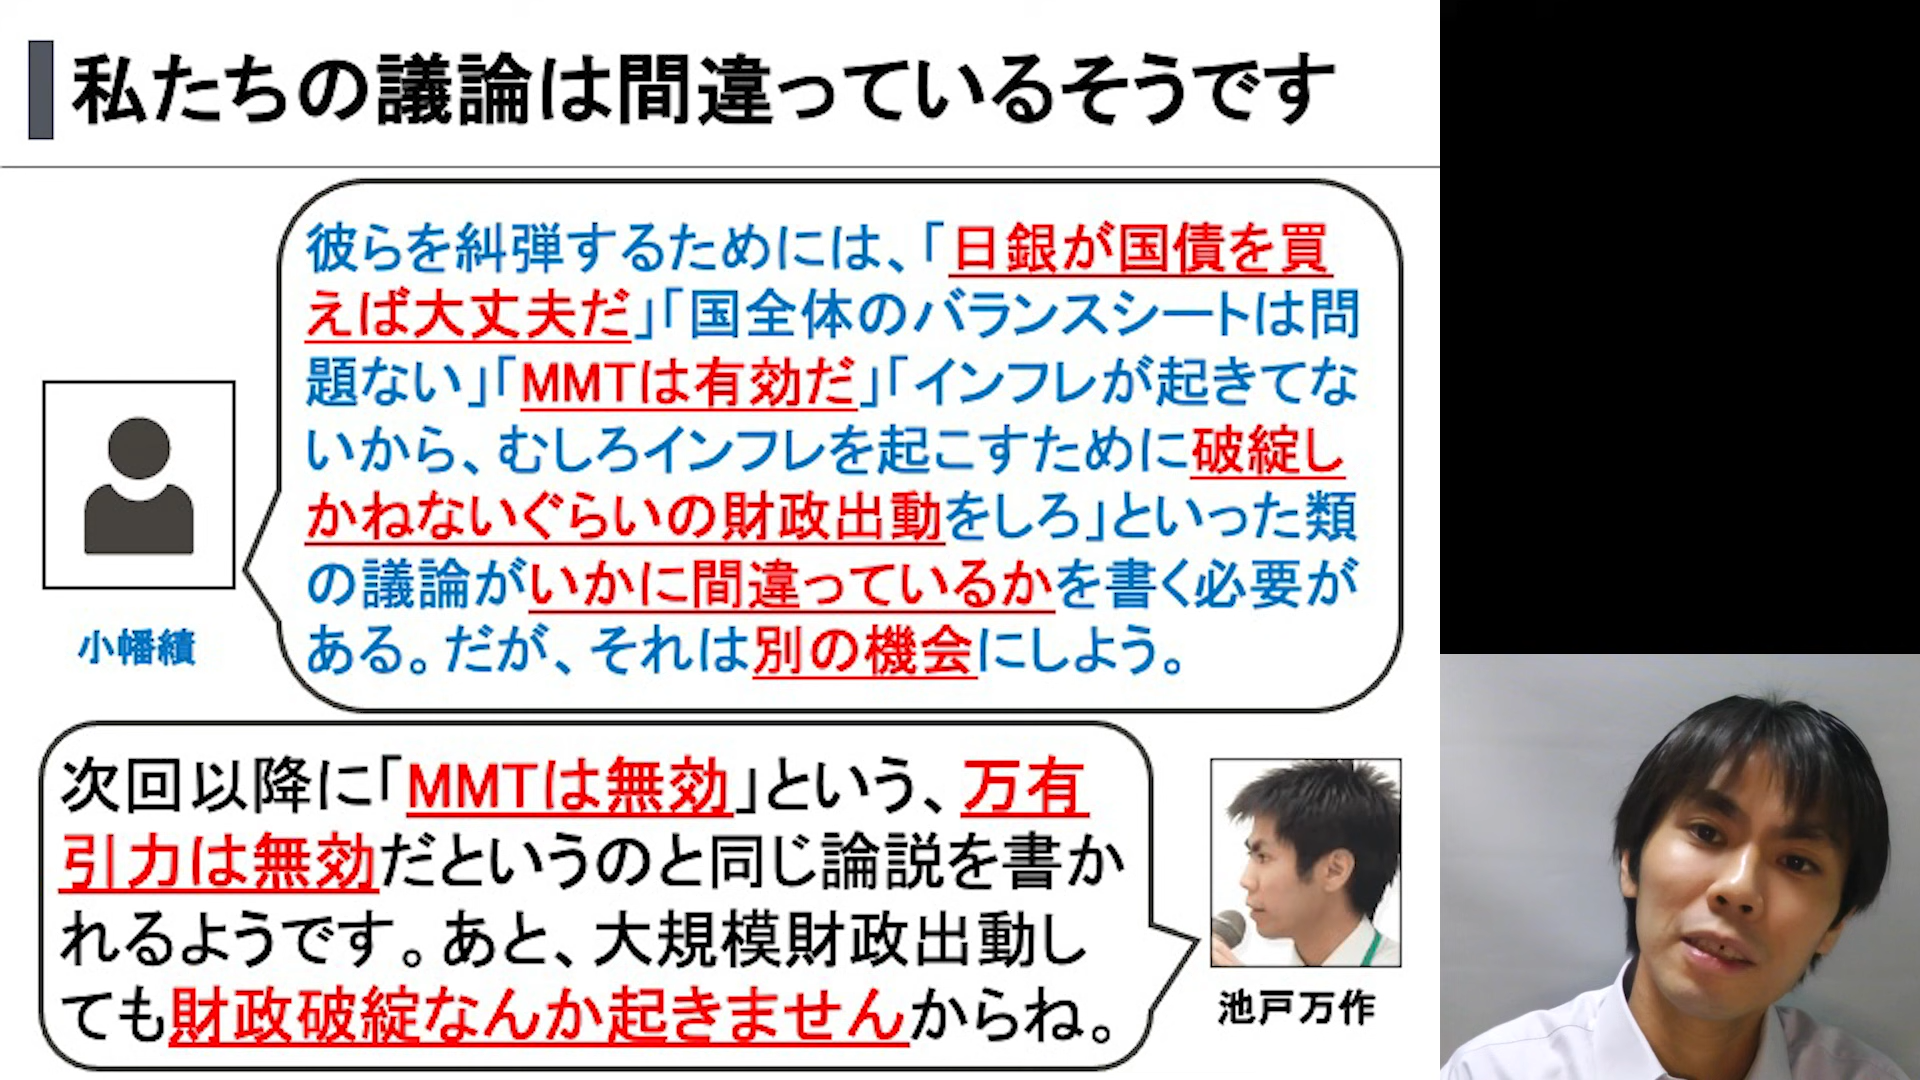 私たちの議論は間違っているそうです
彼らを糾弾するためには、「日銀が国債を買
えば大丈夫だ」「国全体のバランスシートは問
題ない」「MMTは有効だ」「インフレが起きてな
いから、むしろインフレを起こすために破綻し
かねないぐらいの財政出動をしろ」といった類
の議論がいかに間違っているかを書く必要が
ある。だが、それは別の機会にしよう。
小幡績
次回以降に「MMTは無効」という、万有
引力は無効だというのと同じ論説を書か
れるようです。あと、大規模財政出動し
ても財政破綻なんか起きませんからね。
池戸万作